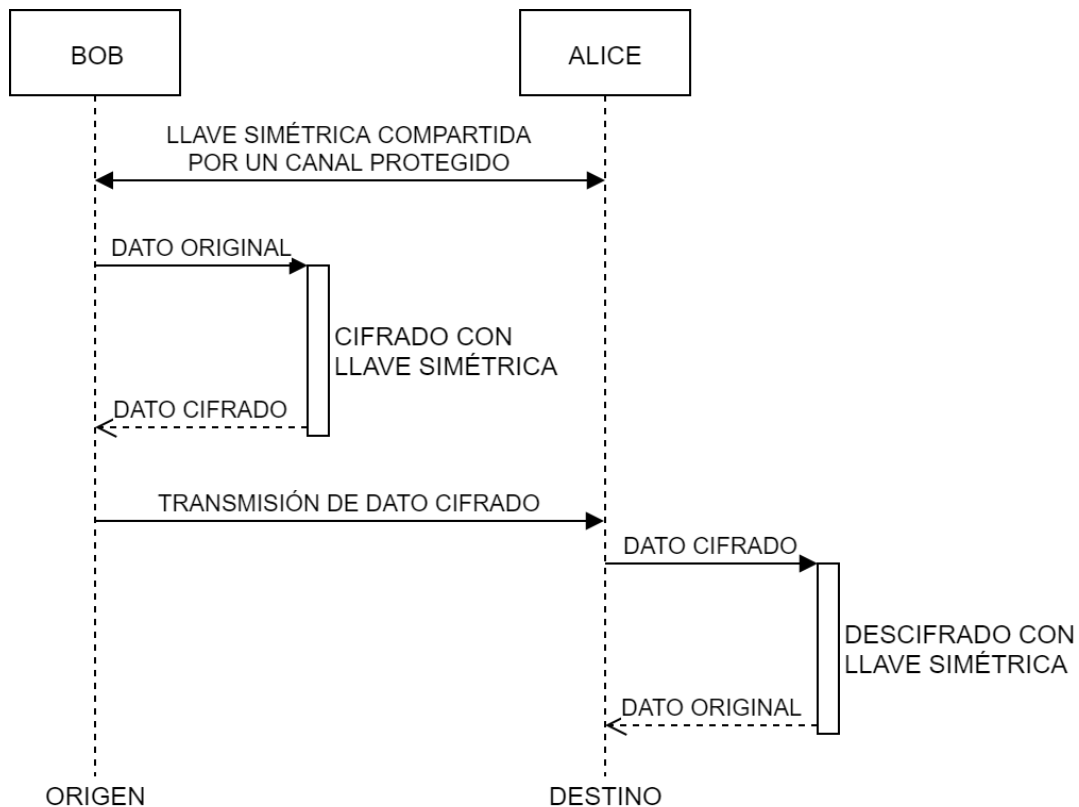 BOB
ALICE
LLAVE SIMÉTRICA COMPARTIDA
POR UN CANAL PROTEGIDO
DATO ORIGINAL
CIFRADO CON
LLAVE SIMÉTRICA
DATO CIFRADO
TRANSMISIÓN DE DATO CIFRADO
DATO CIFRADO
DESCIFRADO CON
LLAVE SIMÉTRICA
DATO ORIGINAL
ORIGEN
DESTINO